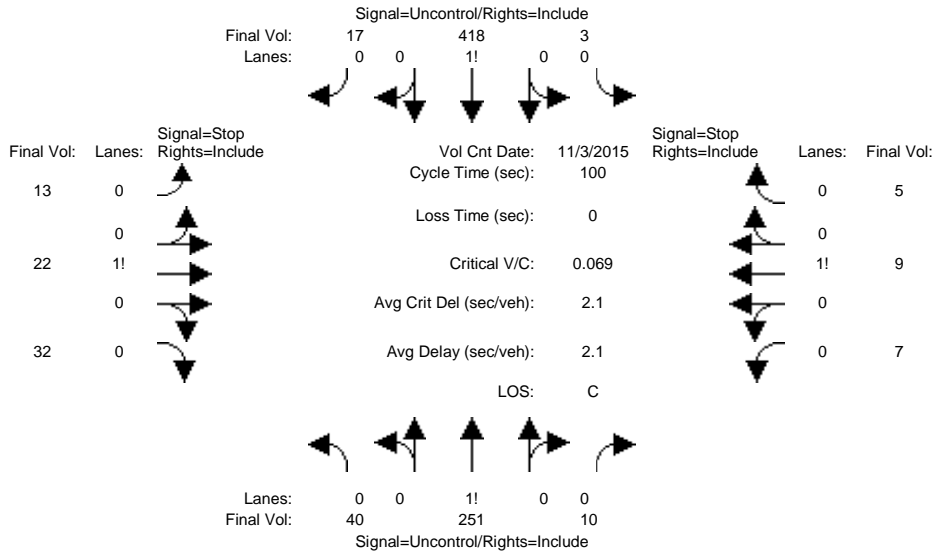 Signal=Uncontrol/Rights=Include
Final Vol: 17 418 3
Lanes: 0 0 1! 0 0
Signal=Stop Signal=Stop
Final Vol: Lanes: Rights=Include Vol Cnt Date: 11/3/2015 Rights=Include Lanes: Final Vol:
Cycle Time (sec): 100
13 0 0 5
Loss Time (sec): 0
0 0
22 1! Critical V/C: 0.069 1! 9
0 Avg Crit Del (sec/veh): 2.1 0
32 0 Avg Delay (sec/veh): 2.1 0 7
LOS: C
Lanes: 0 0 1! 0 0
Final Vol: 40 251 10
Signal=Uncontrol/Rights=Include